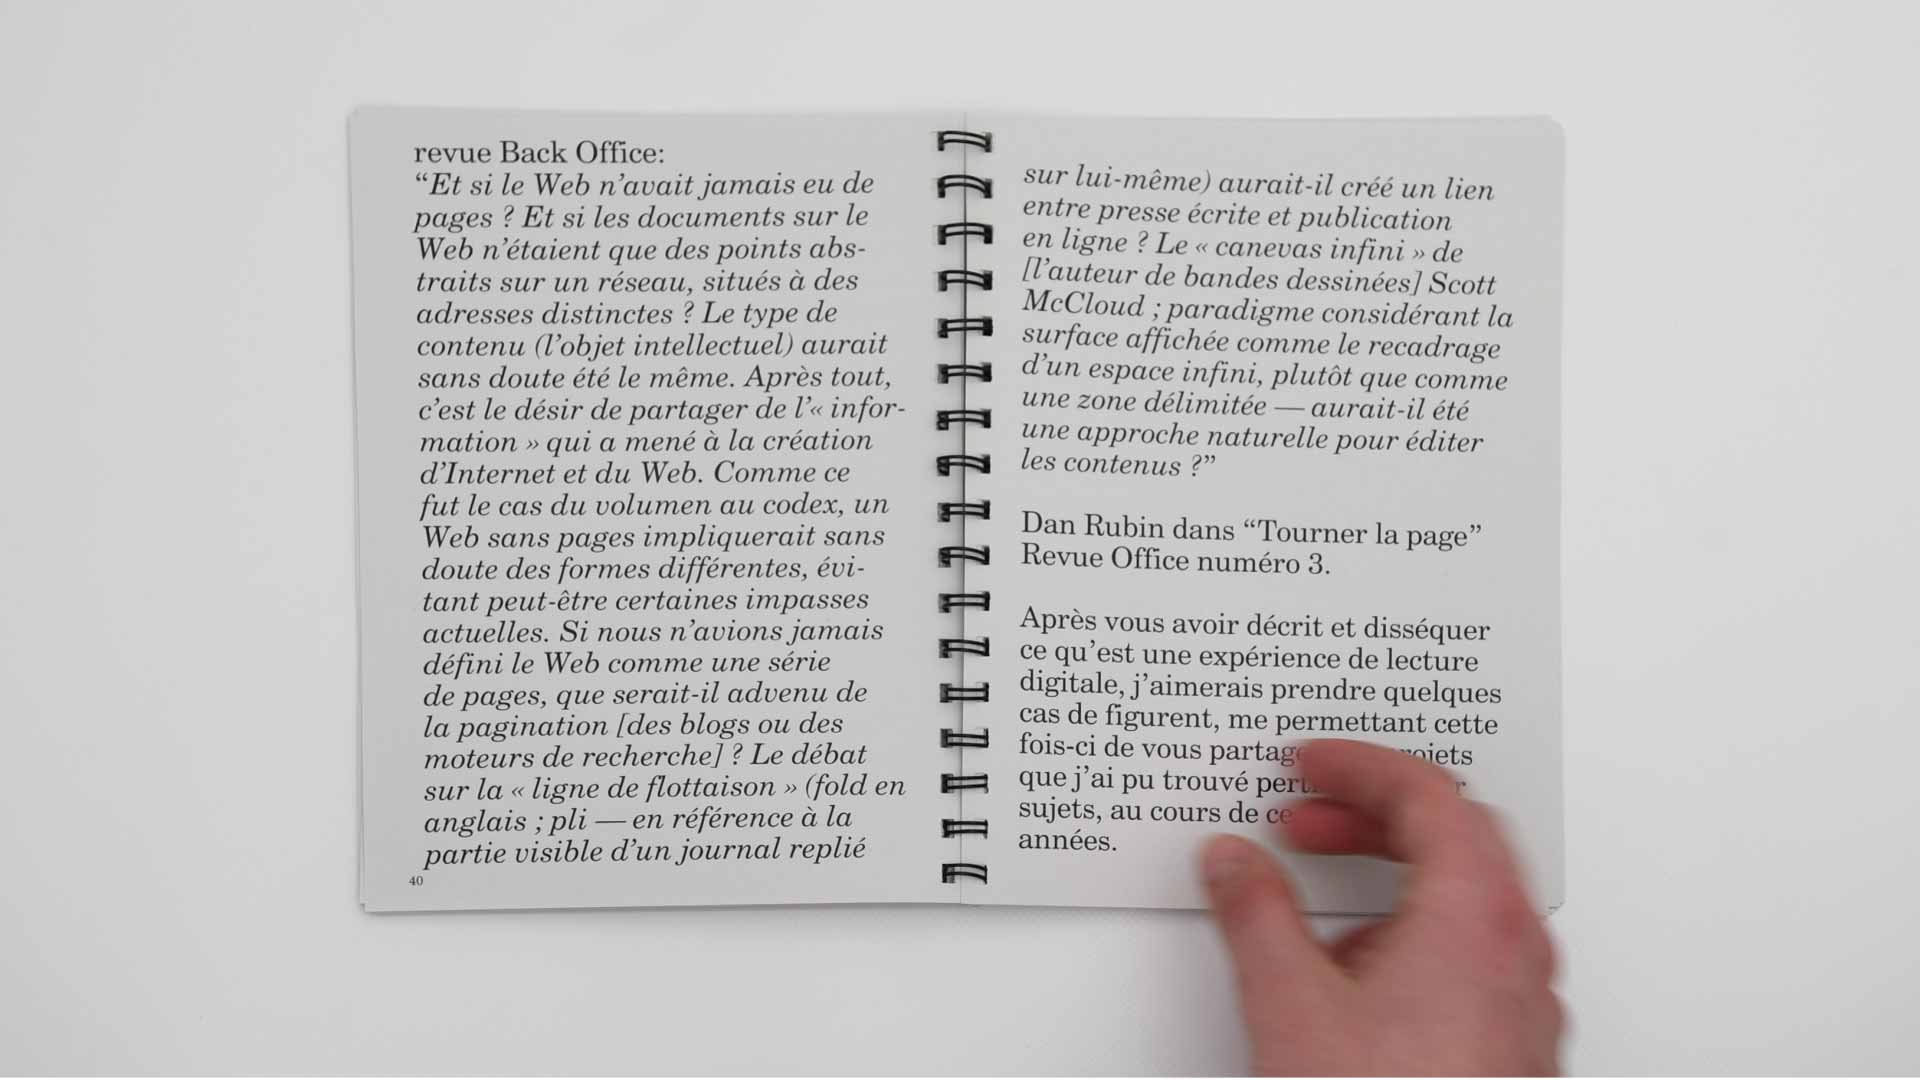 revue Back Office:
“Et si le Web n’avait jamais eu de
pages ? Et si les documents sur le
Web n’étaient que des points abs-
traits sur un réseau, situés à des
adresses distinctes ? Le type de
contenu (l’objet intellectuel) aurait
sans doute été le même. Après tout,
c’est le désir de partager de l’« infor-
mation » qui a mené à la création
d’Internet et du Web. Comme ce
fut le cas du volumen au codex, un
Web sans pages impliquerait sans
doute des formes différentes, évi-
tant peut-être certaines impasses
actuelles. Si nous n’avions jamais
défini le Web comme une série
de pages, que serait-il advenu de
la pagination [des blogs ou des
moteurs de recherche] ? Le débat
sur la « ligne de flottaison » (fold en
anglais ; pli — en référence à la
partie visible d’un journal replié
40
sur lui-même) aurait-il créé un lien
entre presse écrite et publication
en ligne ? Le « canevas infini » de
[l’auteur de bandes dessinées] Scott
McCloud ; paradigme considérant la
surface affichée comme le recadrage
d’un espace infini, plutôt que comme
une zone délimitée — aurait-il été
une approche naturelle pour éditer
les contenus ?”
Dan Rubin dans “Tourner la page”
Revue Office numéro 3.
Après vous avoir décrit et disséquer
ce qu’est une expérience de lecture
digitale, j’aimerais prendre quelques
cas de figurent, me permettant cette
fois-ci de vous
que j’ai pu trouvé
sujets, au cours de
années.